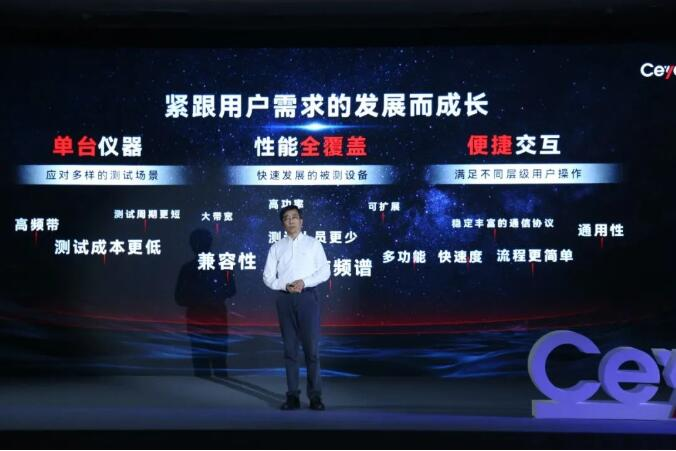 紧跟用户需求的发展而成长
单台仪器
应对多样的测试场景
性能全覆盖
快速发展的被测设备
便捷交互
满足不同层级用户操作
高频带
测试周期更短
测试成本更低
大带宽
高功率
可扩展
兼容性
员更少
频谱
多功能
快速度
稳定丰富的通信协议
流程更简单
通用性